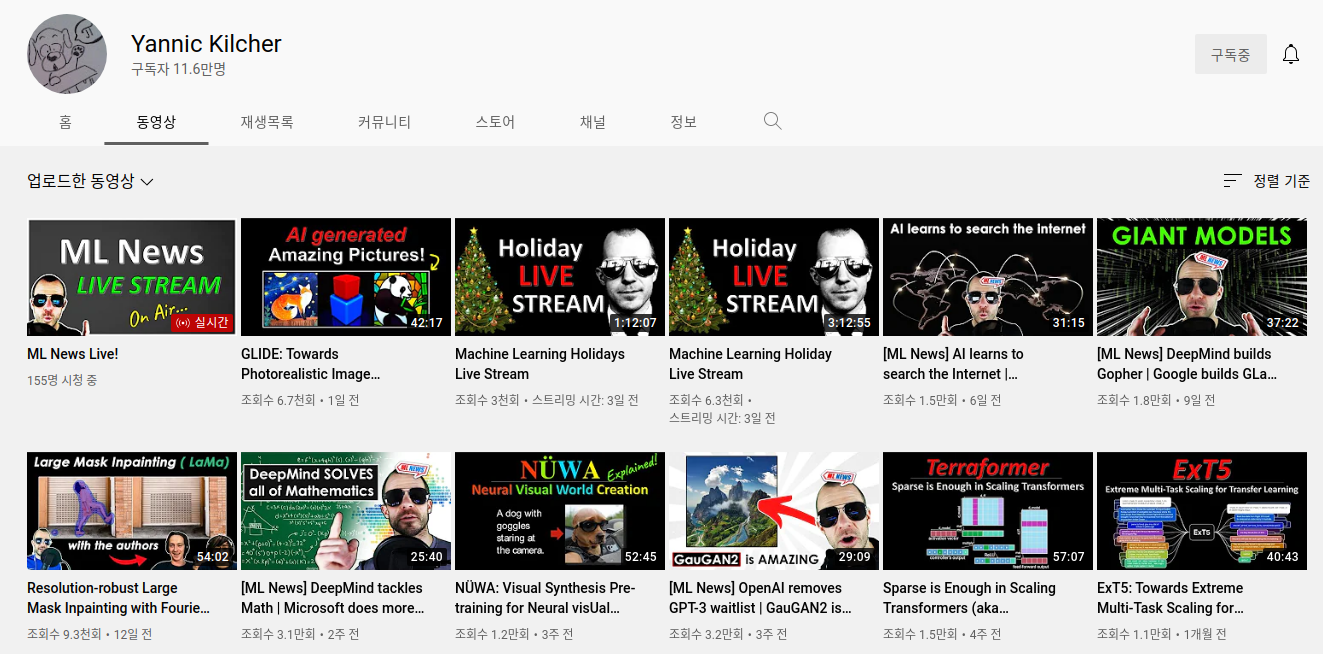 Yannic Kilcher
구독자 11.6만명
구독중
홈
동영상
재생목록
커뮤니티
스토어
채널
정보
업로드한 동영상
정렬 기준
ML News
LIVE STREAM
On Air...
실시간
ML News Live!
155명 시청 중
AI generated
Amazing Pictures!
42:17
GLIDE: Towards
Photorealistic Image…
조회수 6.7천회 • 1일 전
Holiday
LIVE
STREAM
1:12:07
Machine Learning Holidays
Live Stream
조회수 3천회 • 스트리밍 시간: 3일 전
Holiday
LIVE
STREAM
3:12:55
Machine Learning Holiday
Live Stream
조회수 6.3천회 •
스트리밍 시간: 3일 전
AI learns to search the internet
ML NEWS
31:15
[ML News] AI learns to
search the Internet |…
조회수 1.5만회 • 6일 전
GIANT MODELS
ML NEWS
37:22
[ML News] DeepMind builds
Gopher | Google builds GLa…
조회수 1.8만회 • 9일 전
Large Mask Inpainting ( LaMa)
with the authors
54:02
Resolution-robust Large
Mask Inpainting with Fourie…
조회수 9.3천회 • 12일 전
DeepMind SOLVES
all of Mathematics
ML NEWS
25:40
[ML News] DeepMind tackles
Math | Microsoft does more…
조회수 3.1만회 • 2주 전
NÜWA Explained!
Neural Visual World Creation
A dog with
goggles
staring at
the camera.
52:45
NÜWA: Visual Synthesis Pre-
training for Neural visUal…
조회수 1.2만회 • 3주 전
ML NEWS
GauGAN2 is AMAZING
29:09
[ML News] OpenAI removes
GPT-3 waitlist | GauGAN2 is…
조회수 3.2만회 • 3주 전
Terraformer
Sparse is Enough in Scaling Transformers
57:07
Sparse is Enough in Scaling
Transformers (aka…
조회수 1.5만회 • 4주 전
ExT5
Extreme Multi-Task Scaling for Transfer Learning
ExT5
40:43
ExT5: Towards Extreme
Multi-Task Scaling for…
조회수 1.1만회 • 1개월 전